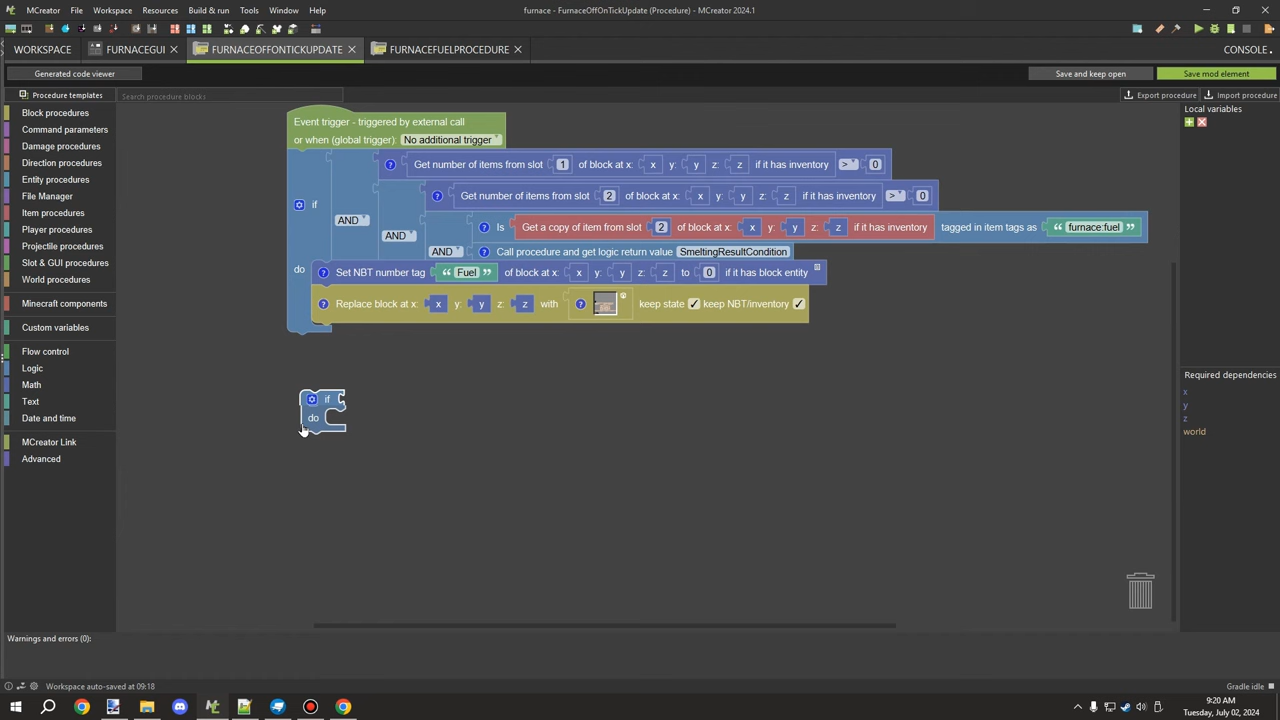 MCreator File Workspace Resources Build & run Tools Window Help furnace - FurnaceOffOnTickUpdate (Procedure) - MCreator 2024.1
WORKSPACE FURNACEGUI FURNACEOFFONTICKUPDATE FURNACEFUELPROCEDURE CONSOLE
Generated code viewer Save and keep open Save mod element
Procedure templates Search procedure blocks Export procedure Import procedure
Block procedures
Command parameters
Damage procedures
Direction procedures
Entity procedures
File Manager
Item procedures
Player procedures
Projectile procedures
Slot & GUI procedures
World procedures
Minecraft components
Custom variables
Flow control
Logic
Math
Text
Date and time
MCreator Link
Advanced
Event trigger - triggered by external call
or when (global trigger): No additional trigger
if
AND
Get number of items from slot 1 of block at x: x y: y z: z if it has inventory > 0
AND
Get number of items from slot 2 of block at x: x y: y z: z if it has inventory > 0
AND
Is Get a copy of item from slot 2 of block at x: x y: y z: z if it has inventory tagged in item tags as “ furnace:fuel ”
Call procedure and get logic return value SmeltingResultCondition
do
Set NBT number tag “ Fuel ” of block at x: x y: y z: z to 0 if it has block entity
Replace block at x: x y: y z: z with keep state ✓ keep NBT/inventory ✓
if
do
Local variables
Required dependencies
x
y
z
world
Warnings and errors (0):
Workspace auto-saved at 09:18 Gradle idle
9:20 AM
Tuesday, July 02, 2024